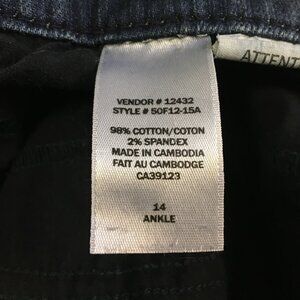 ATTENT
VENDOR # 12432
STYLE # 50F12-15A
98% COTTON/COTON
2% SPANDEX
MADE IN CAMBODIA
FAIT AU CAMBODGE
CA39123
14
ANKLE